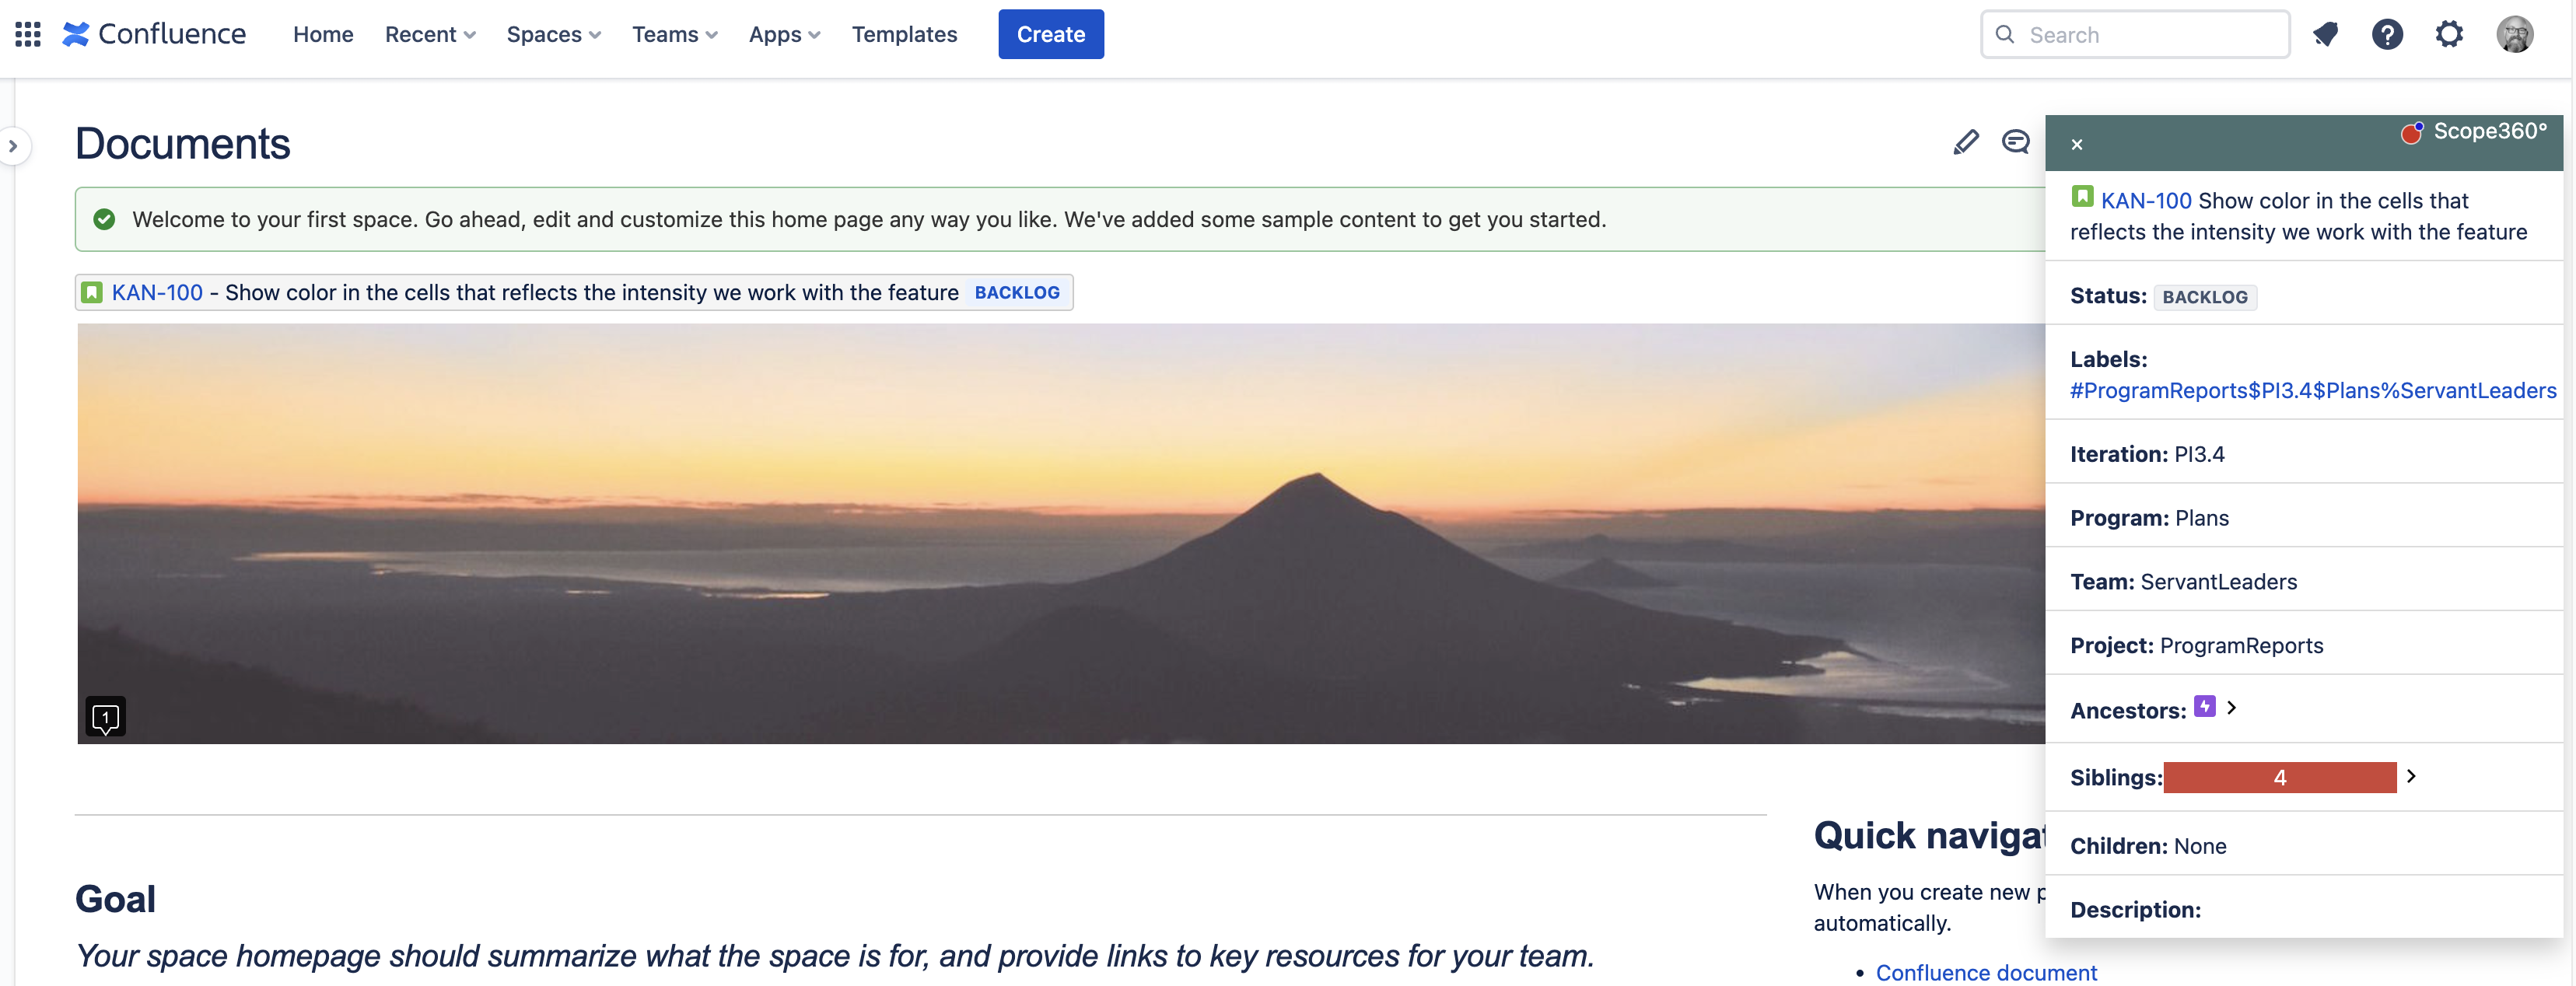 Confluence Home Recent Spaces Teams Apps Templates Create Search
Documents
Welcome to your first space. Go ahead, edit and customize this home page any way you like. We've added some sample content to get you started.
KAN-100 - Show color in the cells that reflects the intensity we work with the feature BACKLOG
1
Goal
Your space homepage should summarize what the space is for, and provide links to key resources for your team.
Quick
When you create new
automatically.
• Confluence document
× Scope360°
KAN-100 Show color in the cells that
reflects the intensity we work with the feature
Status: BACKLOG
Labels:
#ProgramReports$PI3.4$Plans%ServantLeaders
Iteration: PI3.4
Program: Plans
Team: ServantLeaders
Project: ProgramReports
Ancestors:
Siblings: 4
Children: None
Description: